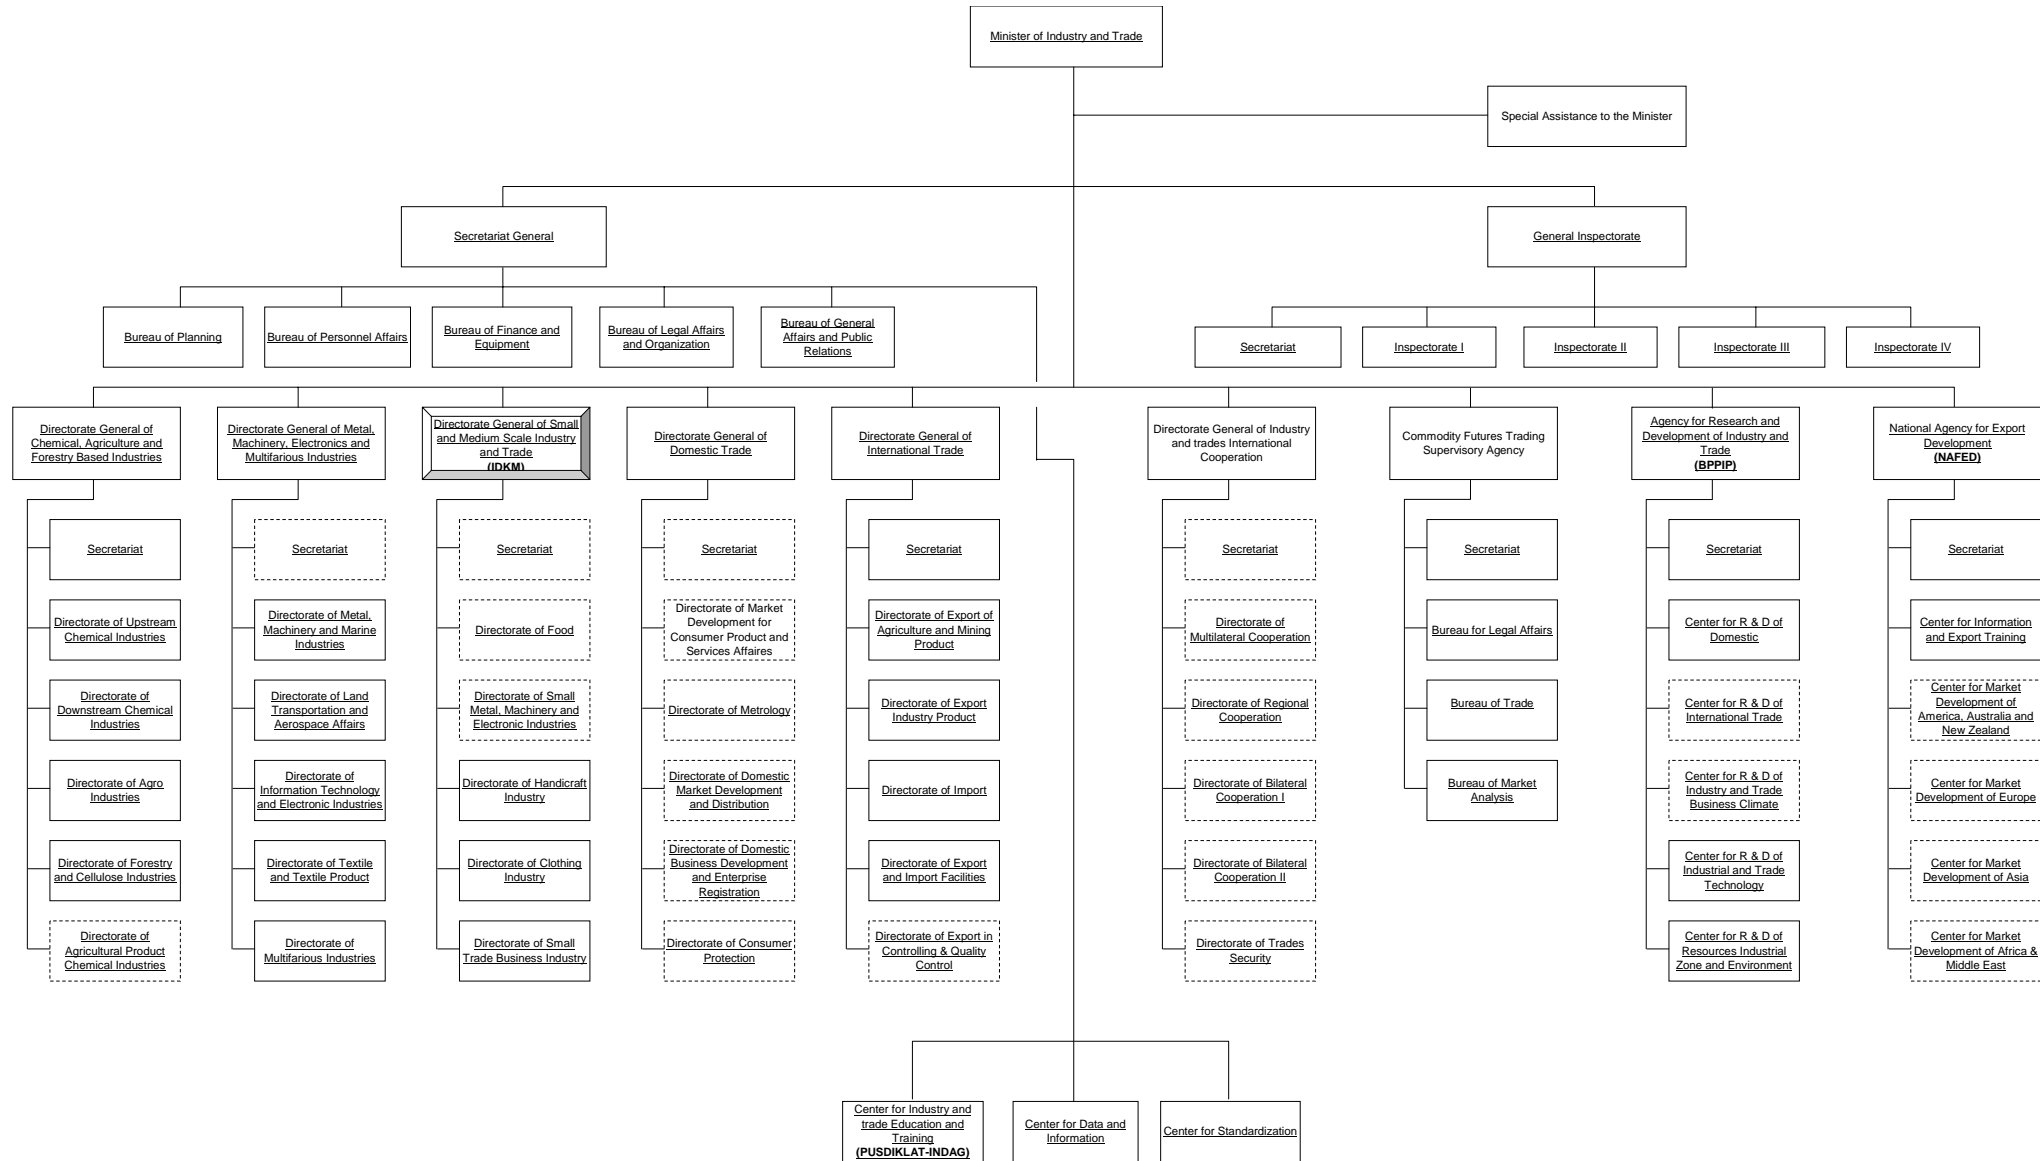 Minister of Industry and Trade
Special Assistance to the Minister
Secretariat General
General Inspectorate
Bureau of Planning
Bureau of Personnel Affairs
Bureau of Finance and
Equipment
Bureau of Legal Affairs
and Organization
Bureau of General
Affairs and Public
Relations
Secretariat
Inspectorate I
Inspectorate II
Inspectorate III
Inspectorate IV
Directorate General of
Chemical, Agriculture and
Forestry Based Industries
Directorate General of Metal,
Machinery, Electronics and
Multifarious Industries
Directorate General of Small
and Medium Scale Industry
and Trade
(IDKM)
Directorate General of
Domestic Trade
Directorate General of
International Trade
Directorate General of Industry
and trades International
Cooperation
Commodity Futures Trading
Supervisory Agency
Agency for Research and
Development of Industry and
Trade
(BPPIP)
National Agency for Export
Development
(NAFED)
Secretariat
Directorate of Upstream
Chemical Industries
Directorate of
Downstream Chemical
Industries
Directorate of Agro
Industries
Directorate of Forestry
and Cellulose Industries
Directorate of
Agricultural Product
Chemical Industries
Secretariat
Directorate of Metal,
Machinery and Marine
Industries
Directorate of Land
Transportation and
Aerospace Affairs
Directorate of
Information Technology
and Electronic Industries
Directorate of Textile
and Textile Product
Directorate of
Multifarious Industries
Secretariat
Directorate of Food
Directorate of Small
Metal, Machinery and
Electronic Industries
Directorate of Handicraft
Industry
Directorate of Clothing
Industry
Directorate of Small
Trade Business Industry
Secretariat
Directorate of Market
Development for
Consumer Product and
Services Affaires
Directorate of Metrology
Directorate of Domestic
Market Development
and Distribution
Directorate of Domestic
Business Development
and Enterprise
Registration
Directorate of Consumer
Protection
Secretariat
Directorate of Export of
Agriculture and Mining
Product
Directorate of Export
Industry Product
Directorate of Import
Directorate of Export
and Import Facilities
Directorate of Export in
Controlling & Quality
Control
Secretariat
Directorate of
Multilateral Cooperation
Directorate of Regional
Cooperation
Directorate of Bilateral
Cooperation I
Directorate of Bilateral
Cooperation II
Directorate of Trades
Security
Secretariat
Bureau for Legal Affairs
Bureau of Trade
Bureau of Market
Analysis
Secretariat
Center for R & D of
Domestic
Center for R & D of
International Trade
Center for R & D of
Industry and Trade
Business Climate
Center for R & D of
Industrial and Trade
Technology
Center for R & D of
Resources Industrial
Zone and Environment
Secretariat
Center for Information
and Export Training
Center for Market
Development of
America, Australia and
New Zealand
Center for Market
Development of Europe
Center for Market
Development of Asia
Center for Market
Development of Africa &
Middle East
Center for Industry and
trade Education and
Training
(PUSDIKLAT-INDAG)
Center for Data and
Information
Center for Standardization